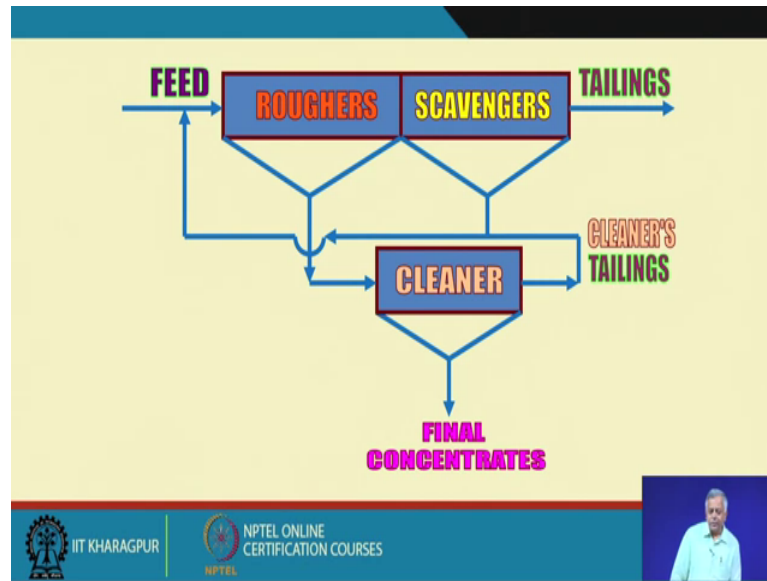 FEED
ROUGHERS
SCAVENGERS
TAILINGS
CLEANER'S
TAILINGS
CLEANER
FINAL
CONCENTRATES
IIT KHARAGPUR
NPTEL ONLINE
CERTIFICATION COURSES
NPTEL